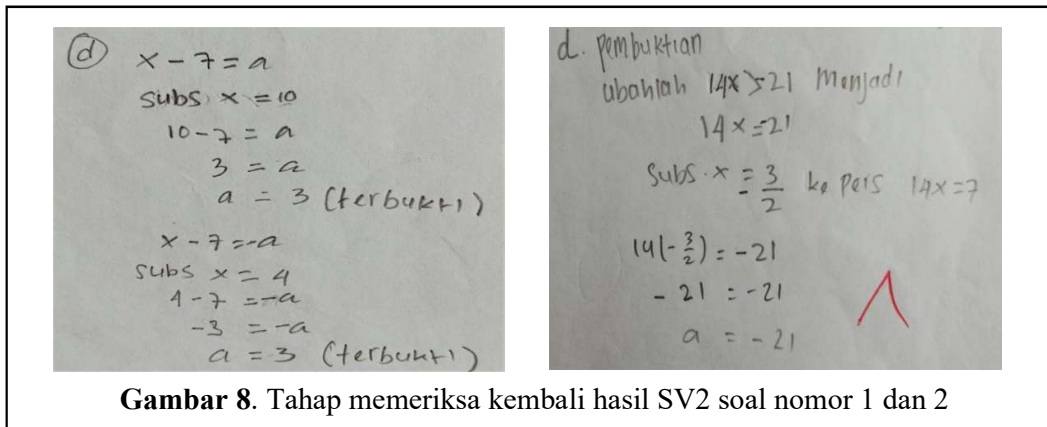 d
x - 7 = a
subs x = 10
10 - 7 = a
3 = a
a = 3 (terbukti)
x - 7 = -a
subs x = 4
4 - 7 = -a
-3 = -a
a = 3 (terbukti)
d. pembuktian
ubahlah 14x > 21 Menjadi
14x = 21
Subs. x = 3/2 ke Pers 14x = 7
14(-3/2) = -21
- 21 = -21
a = -21
Gambar 8. Tahap memeriksa kembali hasil SV2 soal nomor 1 dan 2